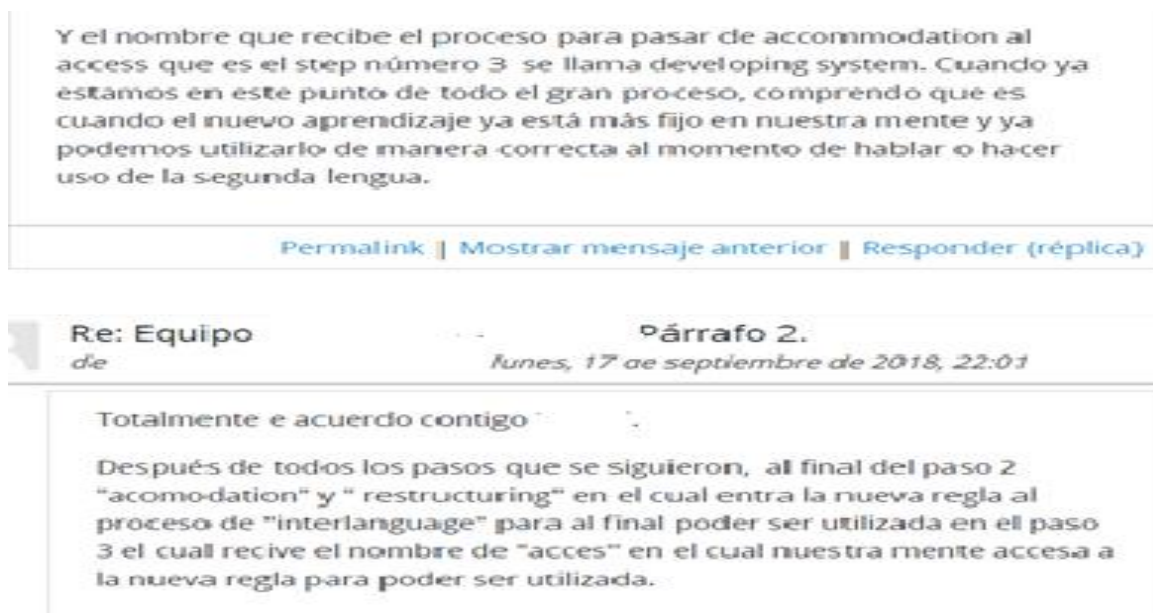 Y el nombre que recibe el proceso para pasar de accommodation al
access que es el step número 3 se llama developing system. Cuando ya
estamos en este punto de todo el gran proceso, comprendo que es
cuando el nuevo aprendizaje ya está más fijo en nuestra mente y ya
podemos utilizarlo de manera correcta al momento de hablar o hacer
uso de la segunda lengua.
Permalink | Mostrar mensaje anterior | Responder (réplica)
Re: Equipo Párrafo 2.
de lunes, 17 de septiembre de 2018, 22:01
Totalmente e acuerdo contigo .
Después de todos los pasos que se siguieron, al final del paso 2
"acomodation" y " restructuring" en el cual entra la nueva regla al
proceso de "interlanguage" para al final poder ser utilizada en el paso
3 el cual recive el nombre de "acces" en el cual nuestra mente accesa a
la nueva regla para poder ser utilizada.